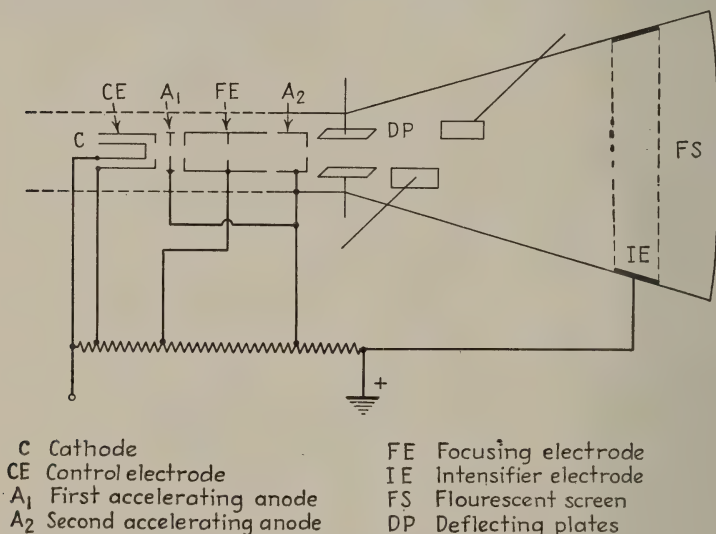 CE A₁ FE A₂
C
DP
FS
IE
+
C Cathode
CE Control electrode
A₁ First accelerating anode
A₂ Second accelerating anode
FE Focusing electrode
IE Intensifier electrode
FS Flourescent screen
DP Deflecting plates